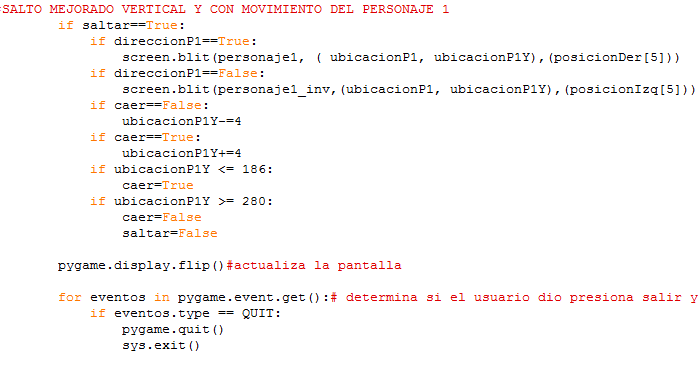 #SALTO MEJORADO VERTICAL Y CON MOVIMIENTO DEL PERSONAJE 1
if saltar==True:
if direccionP1==True:
screen.blit(personaje1, ( ubicacionP1, ubicacionP1Y),(posicionDer[5]))
if direccionP1==False:
screen.blit(personaje1_inv,(ubicacionP1, ubicacionP1Y),(posicionIzq[5]))
if caer==False:
ubicacionP1Y-=4
if caer==True:
ubicacionP1Y+=4
if ubicacionP1Y <= 186:
caer=True
if ubicacionP1Y >= 280:
caer=False
saltar=False
pygame.display.flip()#actualiza la pantalla
for eventos in pygame.event.get():# determina si el usuario dio presiona salir y
if eventos.type == QUIT:
pygame.quit()
sys.exit()